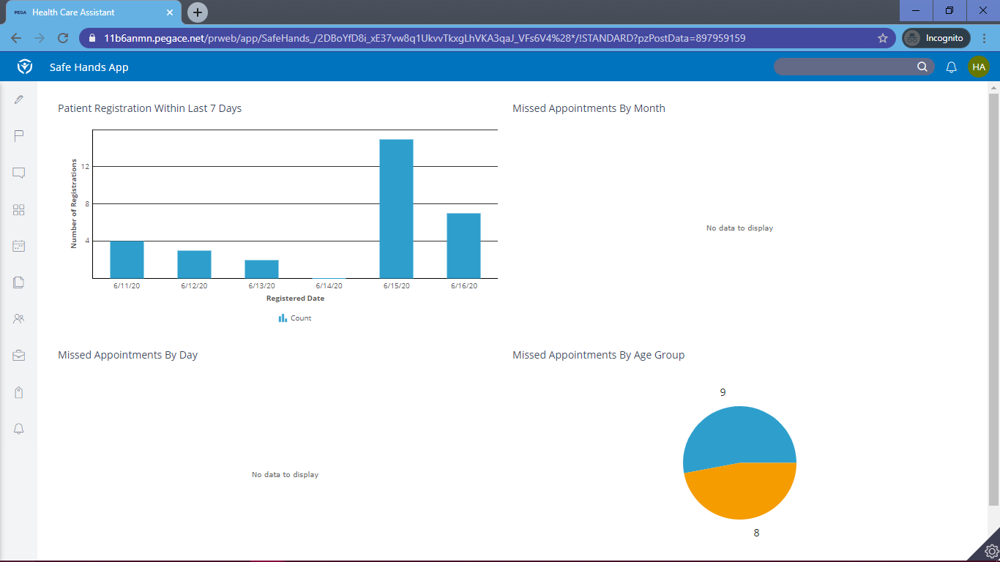 PEGA Health Care Assistant
11b6anmn.pegace.net/prweb/app/SafeHands_/2DBoYfD8i_xE37vw8q1UkvvTkxgLhVKA3qaJ_VFs6V4%28*/!STANDARD?pzPostData=897959159
Incognito
Safe Hands App
HA
Patient Registration Within Last 7 Days
Number of Registrations
12
8
4
6/11/20 6/12/20 6/13/20 6/14/20 6/15/20 6/16/20
Registered Date
Count
Missed Appointments By Month
No data to display
Missed Appointments By Day
No data to display
Missed Appointments By Age Group
9
8